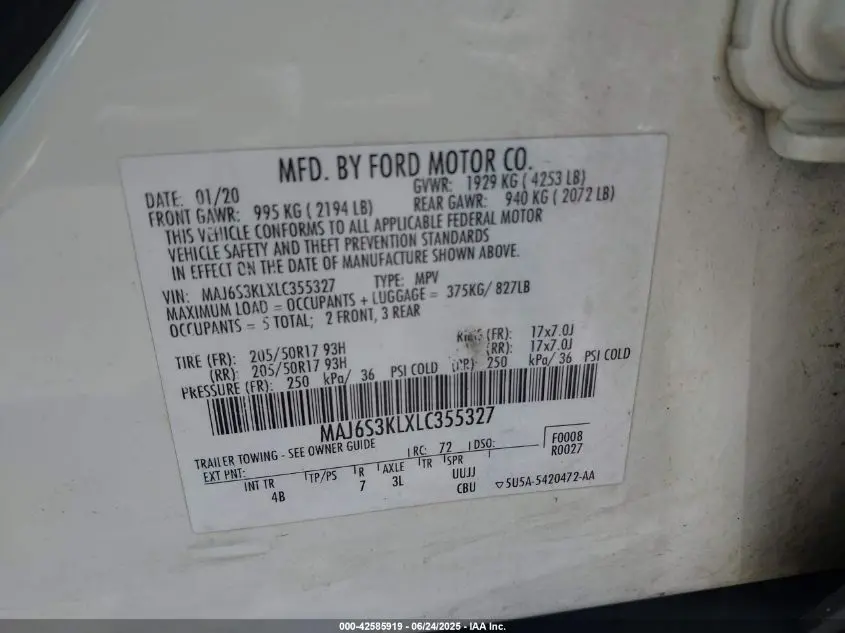 MFD. BY FORD MOTOR CO.
DATE: 01/20 GVWR: 1929 KG ( 4253 LB)
FRONT GAWR: 995 KG ( 2194 LB) REAR GAWR: 940 KG ( 2072 LB)
THIS VEHICLE CONFORMS TO ALL APPLICABLE FEDERAL MOTOR
VEHICLE SAFETY AND THEFT PREVENTION STANDARDS
IN EFFECT ON THE DATE OF MANUFACTURE SHOWN ABOVE.
VIN: MAJ6S3KLXLC355327 TYPE: MPV
MAXIMUM LOAD = OCCUPANTS + LUGGAGE = 375KG/ 827LB
OCCUPANTS = 5 TOTAL; 2 FRONT, 3 REAR
TIRE (FR): 205/50R17 93H (FR): 17x7.0J
(RR): 205/50R17 93H (RR): 17x7.0J
PRESSURE (FR): 250 kPa/ 36 PSI COLD (RR): 250 kPa/ 36 PSI COLD
MAJ6S3KLXLC355327
TRAILER TOWING - SEE OWNER GUIDE RC: 72 DSO: F0008
R0027
EXT PNT:
INT TR TP/PS R AXLE TR SPR
4B 7 3L UUJJ
CBU 5U5A-5420472-AA
000-42585919 - 06/24/2025 - IAA Inc.